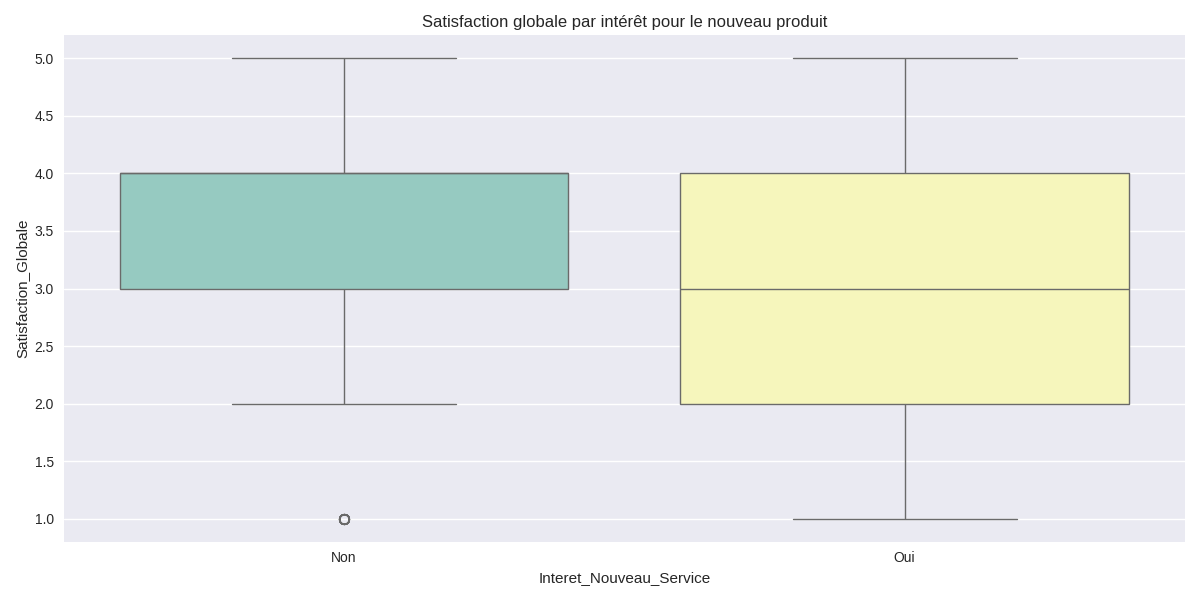 Satisfaction globale par intérêt pour le nouveau produit
Satisfaction_Globale
5.0
4.5
4.0
3.5
3.0
2.5
2.0
1.5
1.0
Non
Oui
Interet_Nouveau_Service